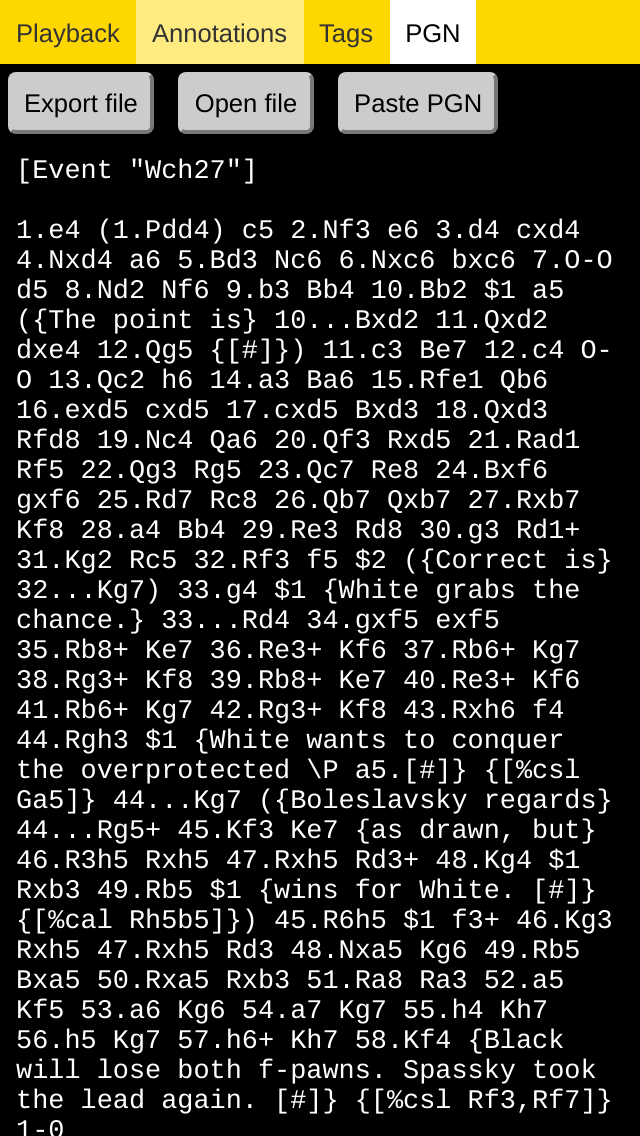 Playback Annotations Tags PGN
Export file Open file Paste PGN
[Event "Wch27"]
1.e4 (1.Pdd4) c5 2.Nf3 e6 3.d4 cxd4
4.Nxd4 a6 5.Bd3 Nc6 6.Nxc6 bxc6 7.O-O
d5 8.Nd2 Nf6 9.b3 Bb4 10.Bb2 $1 a5
({The point is} 10...Bxd2 11.Qxd2
dxe4 12.Qg5 {[#]}) 11.c3 Be7 12.c4 O-
O 13.Qc2 h6 14.a3 Ba6 15.Rfe1 Qb6
16.exd5 cxd5 17.cxd5 Bxd3 18.Qxd3
Rfd8 19.Nc4 Qa6 20.Qf3 Rxd5 21.Rad1
Rf5 22.Qg3 Rg5 23.Qc7 Re8 24.Bxf6
gxf6 25.Rd7 Rc8 26.Qb7 Qxb7 27.Rxb7
Kf8 28.a4 Bb4 29.Re3 Rd8 30.g3 Rd1+
31.Kg2 Rc5 32.Rf3 f5 $2 ({Correct is}
32...Kg7) 33.g4 $1 {White grabs the
chance.} 33...Rd4 34.gxf5 exf5
35.Rb8+ Ke7 36.Re3+ Kf6 37.Rb6+ Kg7
38.Rg3+ Kf8 39.Rb8+ Ke7 40.Re3+ Kf6
41.Rb6+ Kg7 42.Rg3+ Kf8 43.Rxh6 f4
44.Rgh3 $1 {White wants to conquer
the overprotected \P a5.[#]} {[%csl
Ga5]} 44...Kg7 ({Boleslavsky regards}
44...Rg5+ 45.Kf3 Ke7 {as drawn, but}
46.R3h5 Rxh5 47.Rxh5 Rd3+ 48.Kg4 $1
Rxb3 49.Rb5 $1 {wins for White. [#]}
{[%cal Rh5b5]}) 45.R6h5 $1 f3+ 46.Kg3
Rxh5 47.Rxh5 Rd3 48.Nxa5 Kg6 49.Rb5
Bxa5 50.Rxa5 Rxb3 51.Ra8 Ra3 52.a5
Kf5 53.a6 Kg6 54.a7 Kg7 55.h4 Kh7
56.h5 Kg7 57.h6+ Kh7 58.Kf4 {Black
will lose both f-pawns. Spassky took
the lead again. [#]} {[%csl Rf3,Rf7]}
1-0